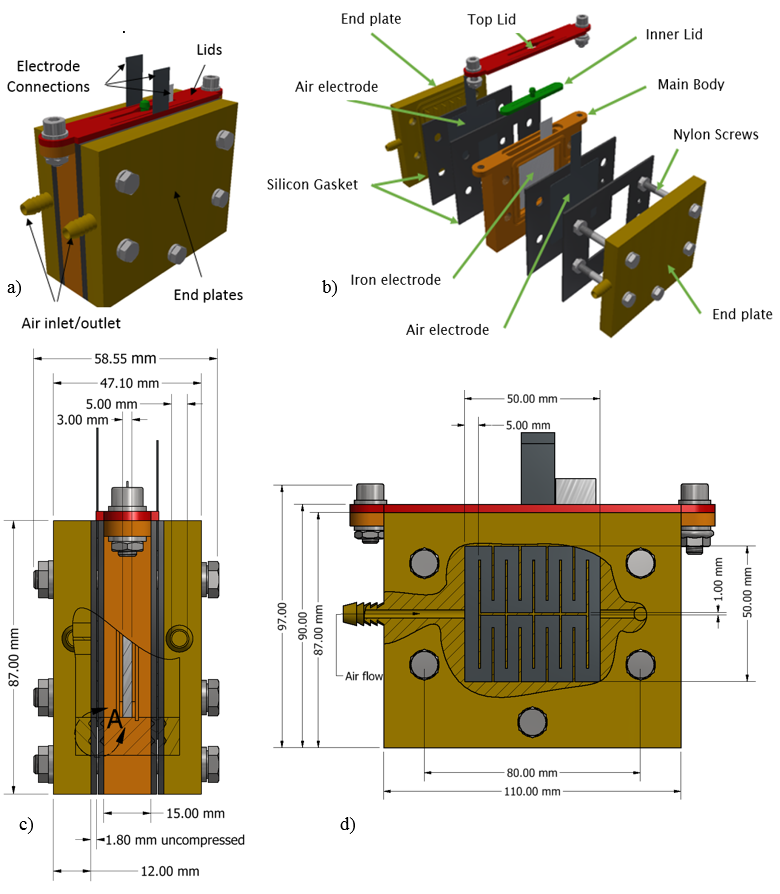 Electrode
Connections
Lids
End plates
Air inlet/outlet
a)
End plate
Top Lid
Inner Lid
Air electrode
Main Body
Nylon Screws
Silicon Gasket
Iron electrode
Air electrode
End plate
b)
58.55 mm
47.10 mm
5.00 mm
3.00 mm
87.00 mm
A
15.00 mm
1.80 mm uncompressed
12.00 mm
c)
50.00 mm
5.00 mm
97.00
90.00
87.00 mm
1.00 mm
50.00 mm
Air flow
80.00 mm
110.00 mm
d)